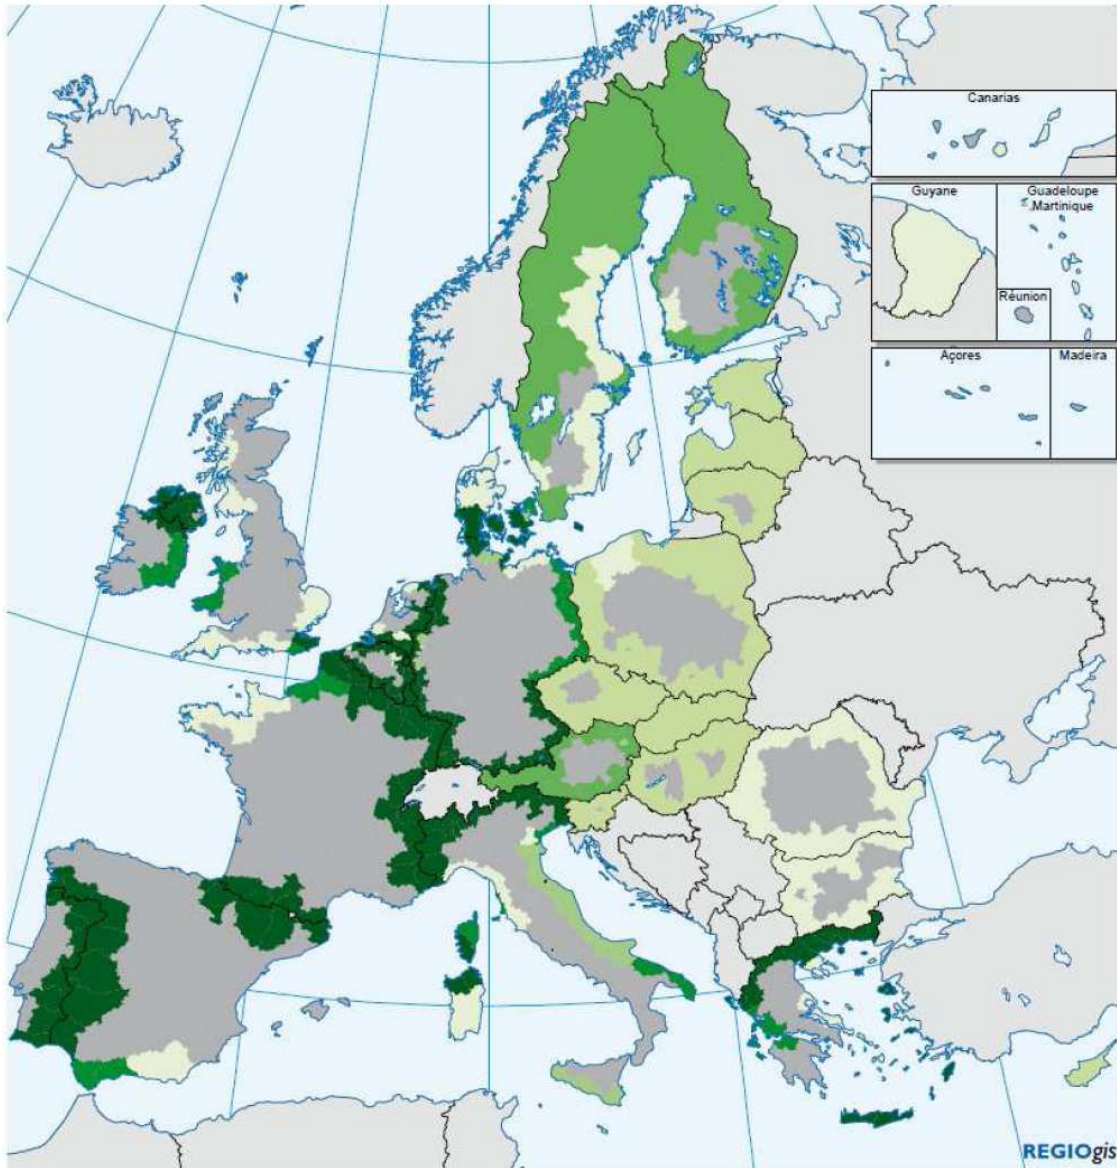 Canarias
Guyane
Guadeloupe
Martinique
Réunion
Açores
Madeira
REGIOgis